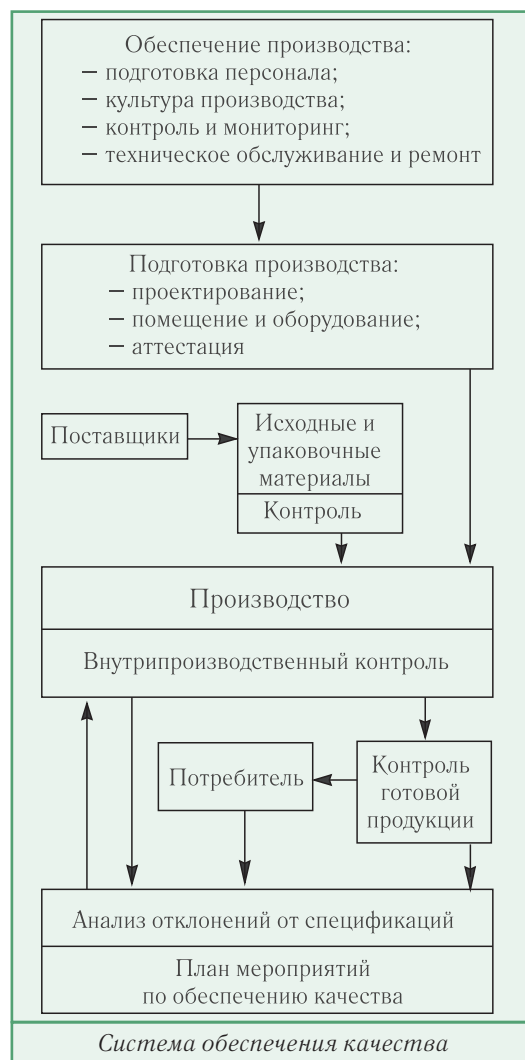 Обеспечение производства:
— подготовка персонала;
— культура производства;
— контроль и мониторинг;
— техническое обслуживание и ремонт
Подготовка производства:
— проектирование;
— помещение и оборудование;
— аттестация
Поставщики
Исходные и
упаковочные
материалы
Контроль
Производство
Внутрипроизводственный контроль
Потребитель
Контроль
готовой
продукции
Анализ отклонений от спецификаций
План мероприятий
по обеспечению качества
Система обеспечения качества